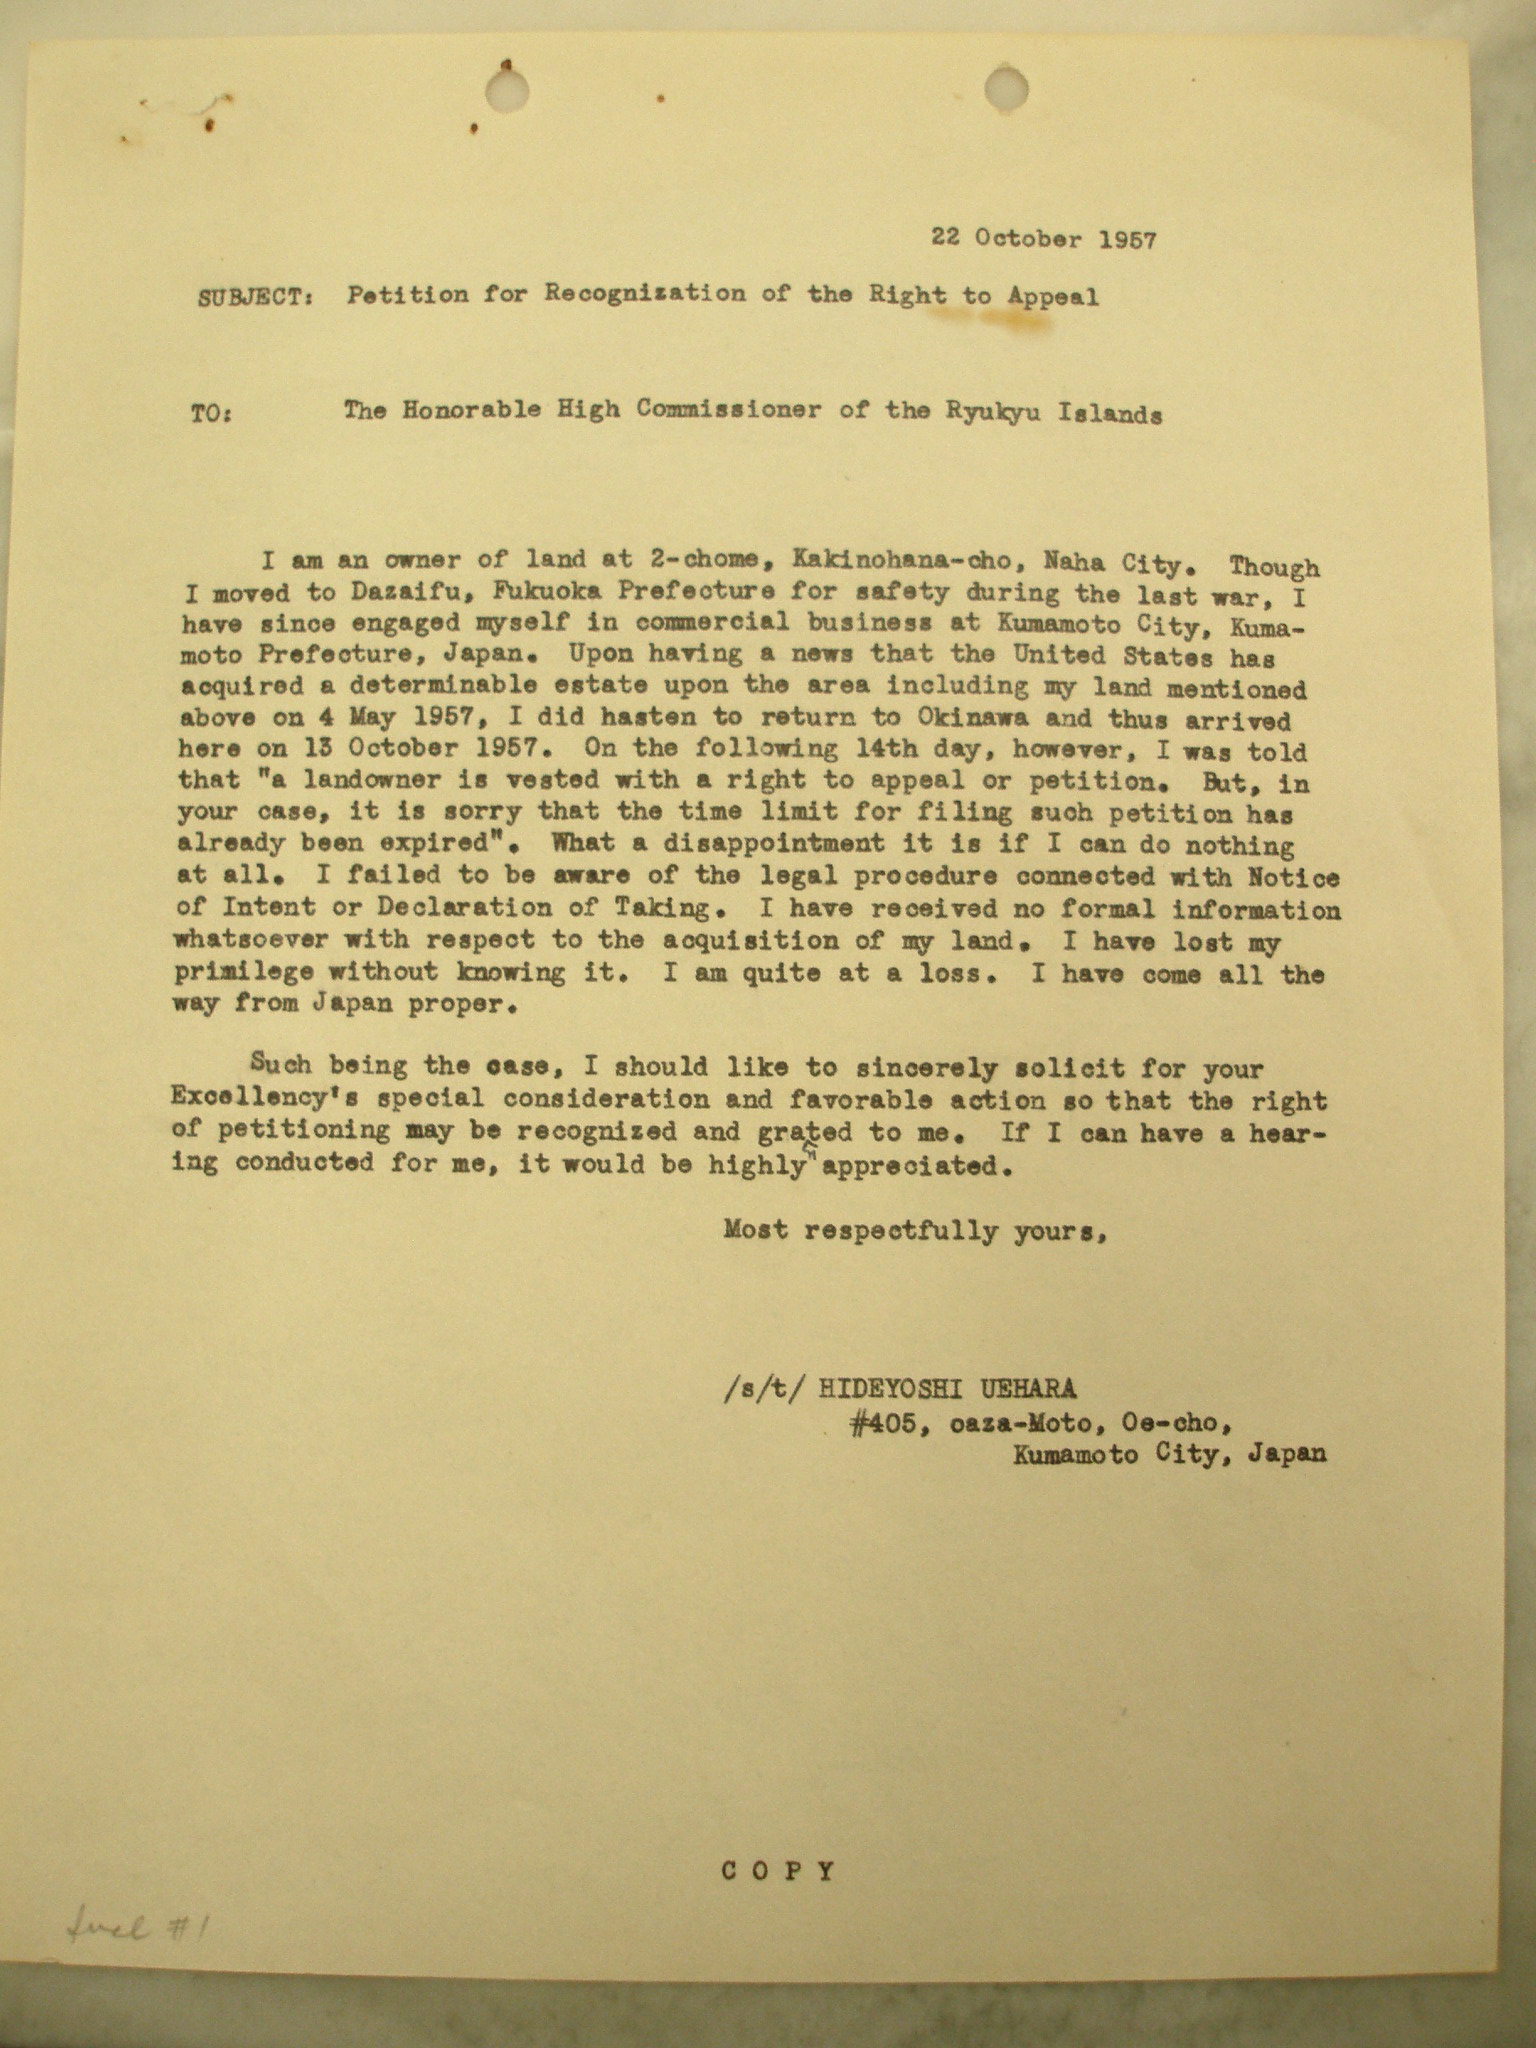 22 October 1957
SUBJECT: Petition for Recognization of the Right to Appeal
TO: The Honorable High Commissioner of the Ryukyu Islands
I am an owner of land at 2-chome, Kakinohana-cho, Naha City. Though
I moved to Dazaifu, Fukuoka Prefecture for safety during the last war, I
have since engaged myself in commercial business at Kumamoto City, Kuma-
moto Prefecture, Japan. Upon having a news that the United States has
acquired a determinable estate upon the area including my land mentioned
above on 4 May 1957, I did hasten to return to Okinawa and thus arrived
here on 13 October 1957. On the following 14th day, however, I was told
that "a landowner is vested with a right to appeal or petition. But, in
your case, it is sorry that the time limit for filing such petition has
already been expired". What a disappointment it is if I can do nothing
at all. I failed to be aware of the legal procedure connected with Notice
of Intent or Declaration of Taking. I have received no formal information
whatsoever with respect to the acquisition of my land. I have lost my
primilege without knowing it. I am quite at a loss. I have come all the
way from Japan proper.
Such being the case, I should like to sincerely solicit for your
Excellency's special consideration and favorable action so that the right
of petitioning may be recognized and grated to me. If I can have a hear-
ing conducted for me, it would be highly appreciated.
Most respectfully yours,
/s/t/ HIDEYOSHI UEHARA
#405, oaza-Moto, Oe-cho,
Kumamoto City, Japan
C O P Y
#1